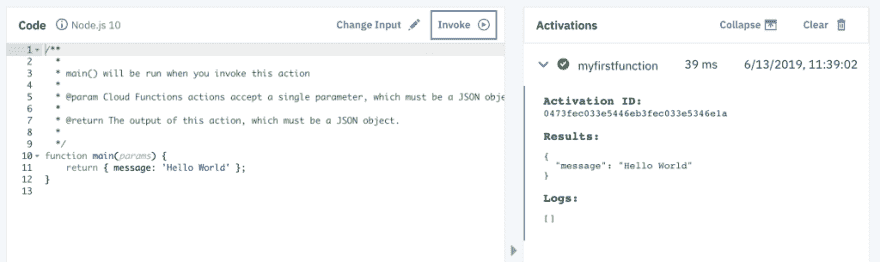 Code Node.js 10 Change Input Invoke
1 /**
2 *
3 * main() will be run when you invoke this action
4 *
5 * @param Cloud Functions actions accept a single parameter, which must be a JSON obje
6 *
7 * @return The output of this action, which must be a JSON object.
8 *
9 */
10 function main(params) {
11 return { message: 'Hello World' };
12 }
13
Activations Collapse Clear
myfirstfunction 39 ms 6/13/2019, 11:39:02
Activation ID:
0473fec033e5446eb3fec033e5346e1a
Results:
{
"message": "Hello World"
}
Logs:
[]